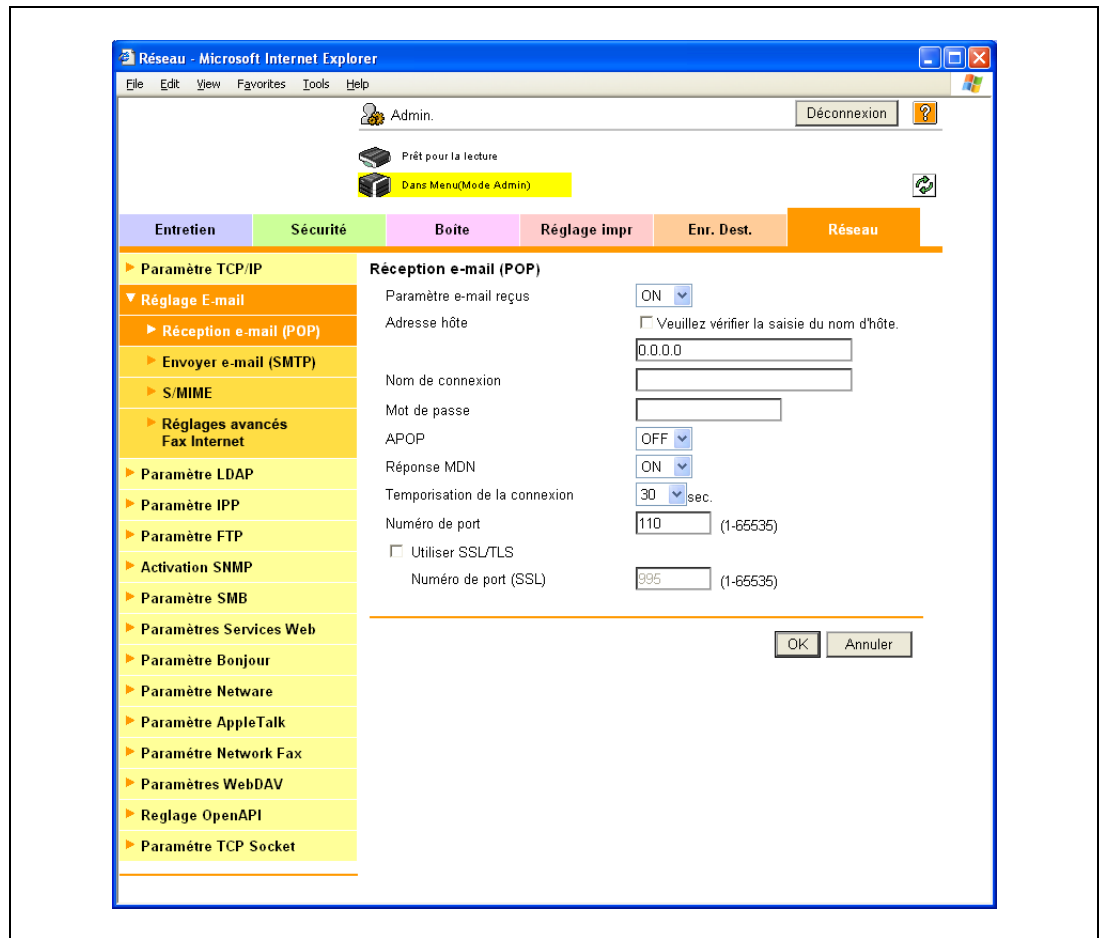 Réseau - Microsoft Internet Explorer
File Edit View Favorites Tools Help
Admin.
Déconnexion
?
Prêt pour la lecture
Dans Menu(Mode Admin)
Entretien Sécurité Boite Réglage impr Enr. Dest. Réseau
Paramètre TCP/IP
Réglage E-mail
Réception e-mail (POP)
Envoyer e-mail (SMTP)
S/MIME
Réglages avancés
Fax Internet
Paramètre LDAP
Paramètre IPP
Paramètre FTP
Activation SNMP
Paramètre SMB
Paramètres Services Web
Paramètre Bonjour
Paramètre Netware
Paramètre AppleTalk
Paramétre Network Fax
Paramètres WebDAV
Reglage OpenAPI
Paramétre TCP Socket
Réception e-mail (POP)
Paramètre e-mail reçus ON
Adresse hôte Veuillez vérifier la saisie du nom d'hôte.
0.0.0.0
Nom de connexion
Mot de passe
APOP OFF
Réponse MDN ON
Temporisation de la connexion 30 sec.
Numéro de port 110 (1-65535)
Utiliser SSL/TLS
Numéro de port (SSL) 995 (1-65535)
OK Annuler